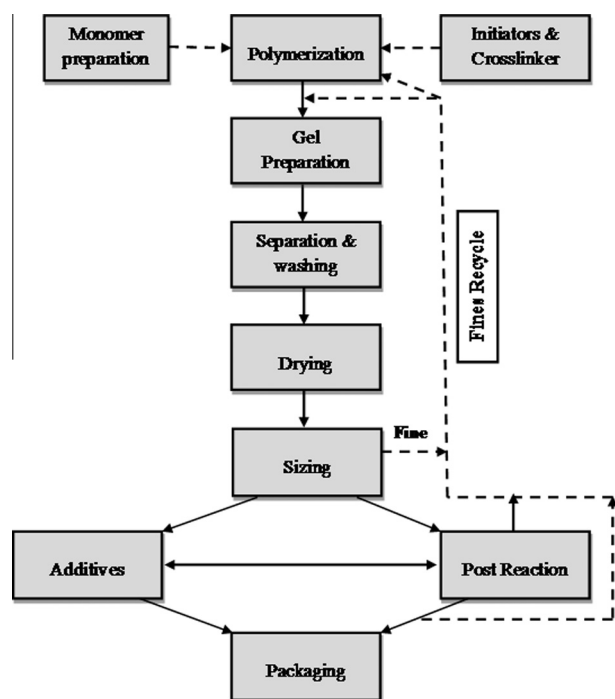 Monomer
preparation
Polymerization
Initiators &
Crosslinker
Gel
Preparation
Separation &
washing
Fines Recycle
Drying
Fine
Sizing
Additives
Post Reaction
Packaging